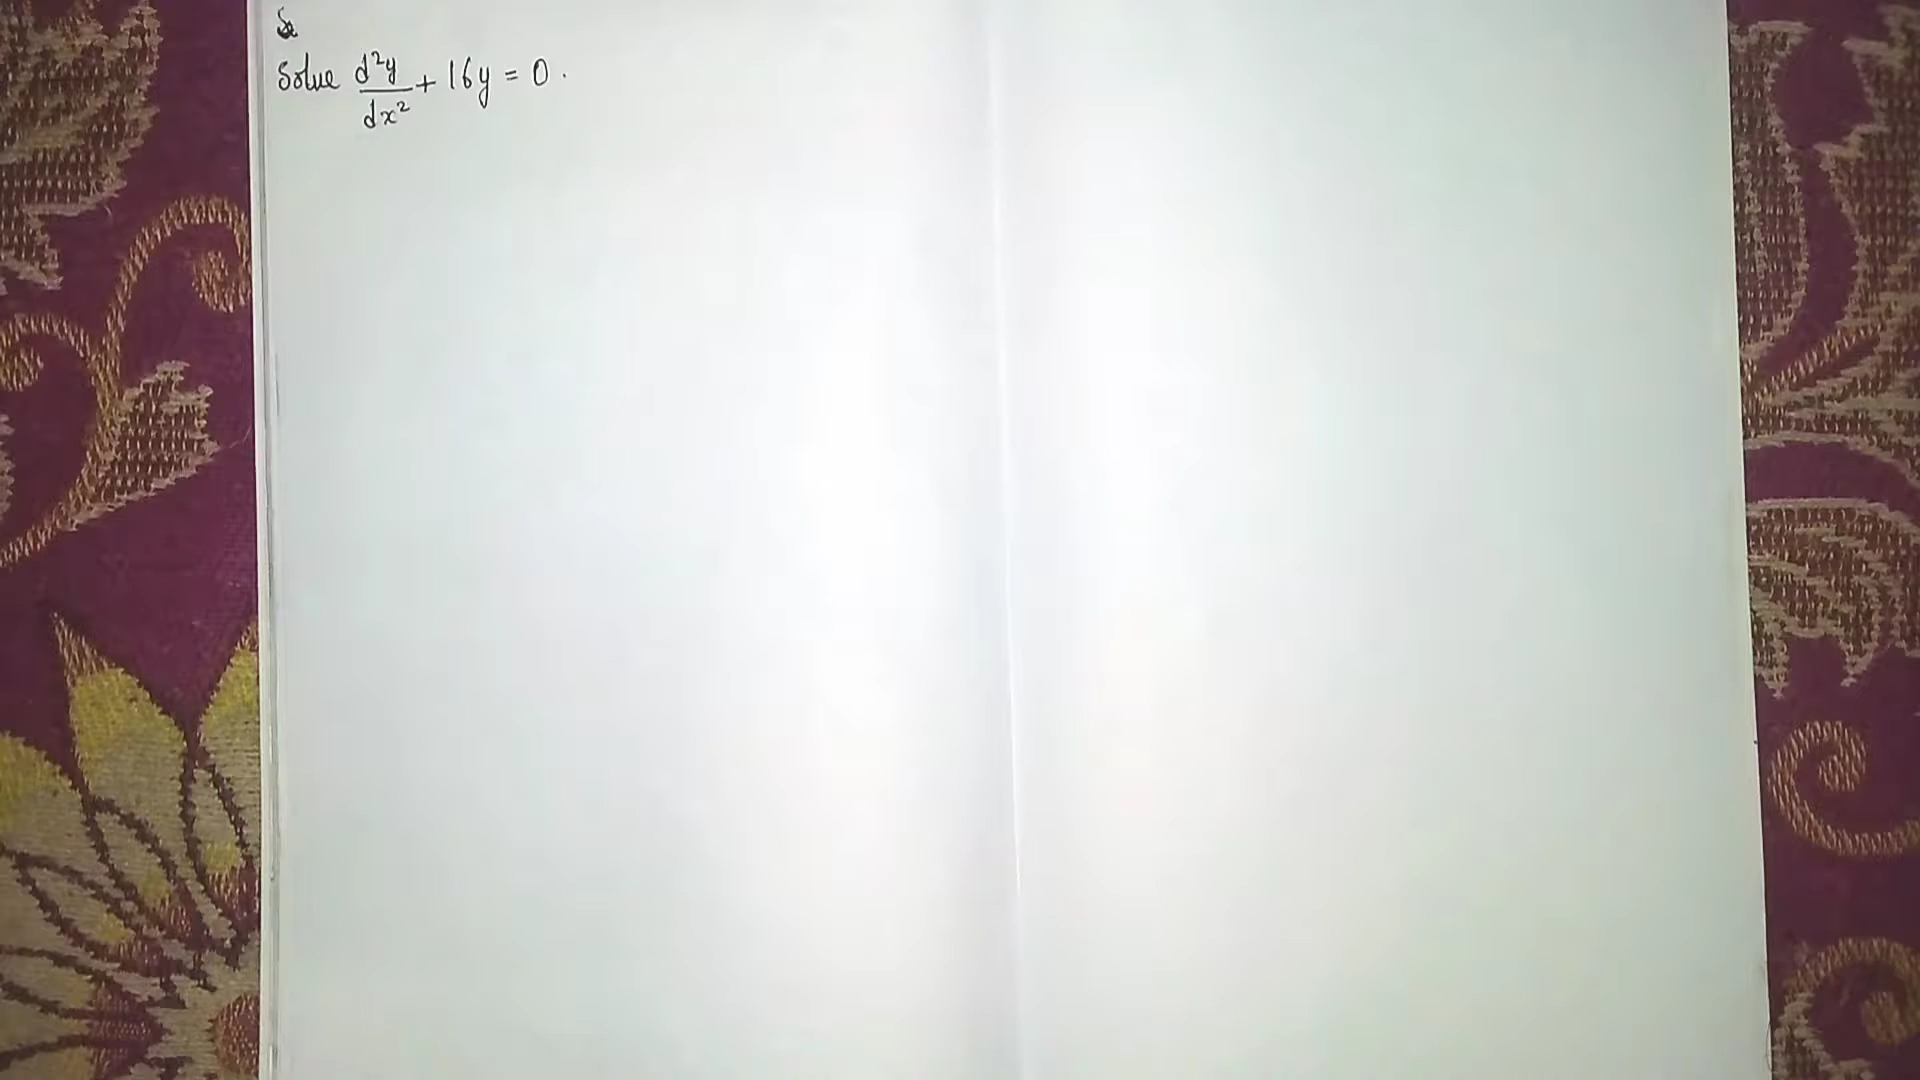 Solve d²y/dx² + 16y = 0.